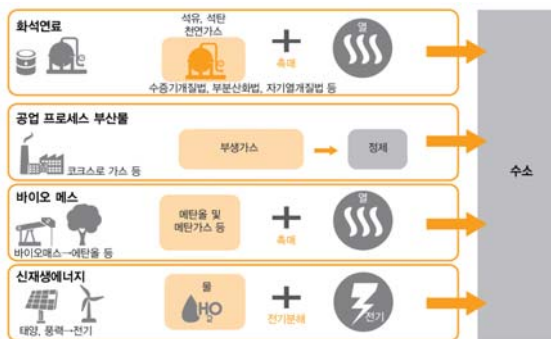 화석연료
석유, 석탄
천연가스
촉매
열
수증기개질법, 부분산화법, 자기열개질법 등
공업 프로세스 부산물
코크스로 가스 등
부생가스
정제
바이오 메스
바이오매스→에탄올 등
에탄올 및
메탄가스 등
촉매
열
신재생에너지
태양, 풍력→전기
물
H2O
전기분해
전기
수소